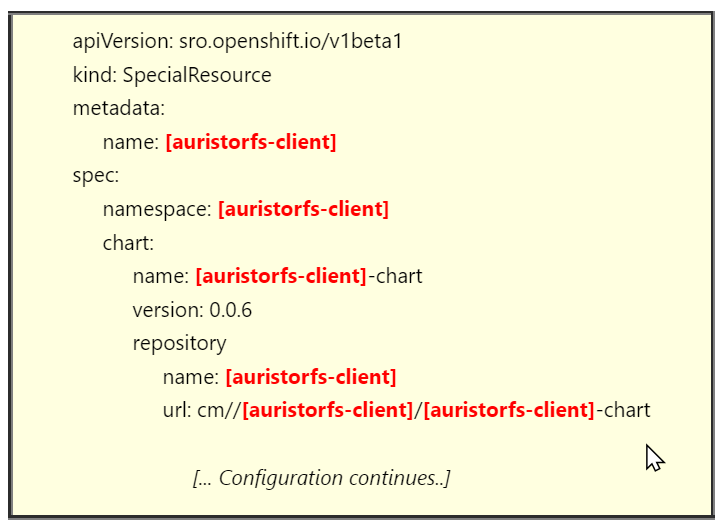 apiVersion: sro.openshift.io/v1beta1
kind: SpecialResource
metadata:
name: [auristorfs-client]
spec:
namespace: [auristorfs-client]
chart:
name: [auristorfs-client]-chart
version: 0.0.6
repository
name: [auristorfs-client]
url: cm//[auristorfs-client]/[auristorfs-client]-chart
[... Configuration continues..]